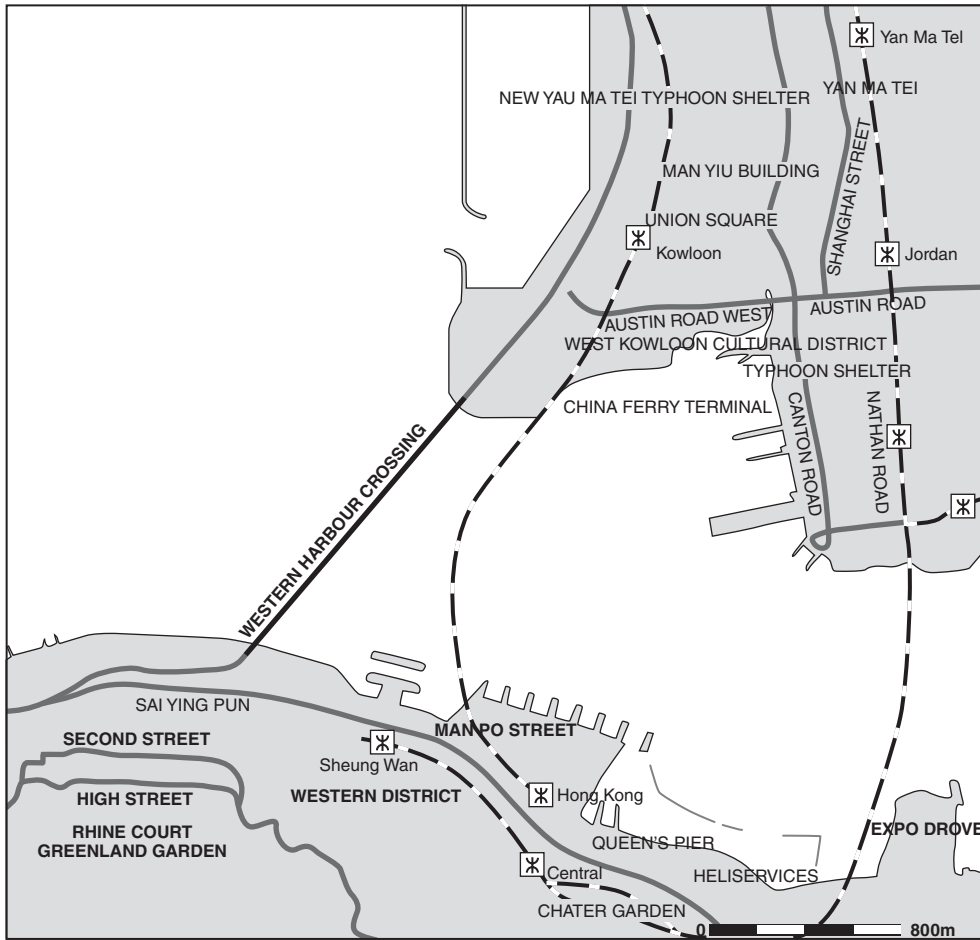 Yan Ma Tel
YAN MA TEI
NEW YAU MA TEI TYPHOON SHELTER
SHANGHAI STREET
MAN YIU BUILDING
UNION SQUARE
Kowloon
Jordan
AUSTIN ROAD
AUSTIN ROAD WEST
WEST KOWLOON CULTURAL DISTRICT
TYPHOON SHELTER
CHINA FERRY TERMINAL
CANTON ROAD
NATHAN ROAD
WESTERN HARBOUR CROSSING
SAI YING PUN
SECOND STREET
MAN PO STREET
Sheung Wan
HIGH STREET
WESTERN DISTRICT
Hong Kong
RHINE COURT
GREENLAND GARDEN
QUEEN'S PIER
EXPO DROVE
Central
HELISERVICES
CHATER GARDEN
0
800m